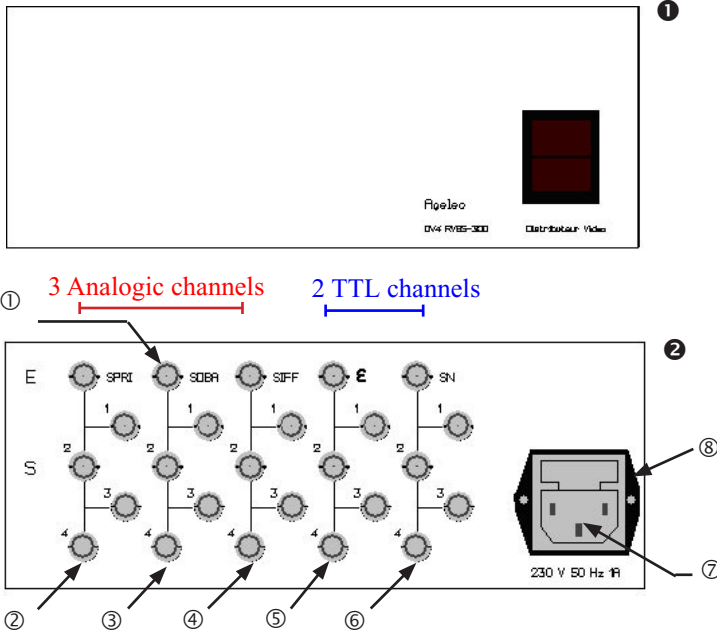 ❶
Agelec
DV4 RVBS-300 Distributeur Video
3 Analogic channels 2 TTL channels
①
❷
E SPRI SOBA SIFF ε SN
1 1 1 1 1
⑧
2 2 2 2 2
S
3 3 3 3 3
4 4 4 4 4
⑦
230 V 50 Hz 1A
② ③ ④ ⑤ ⑥